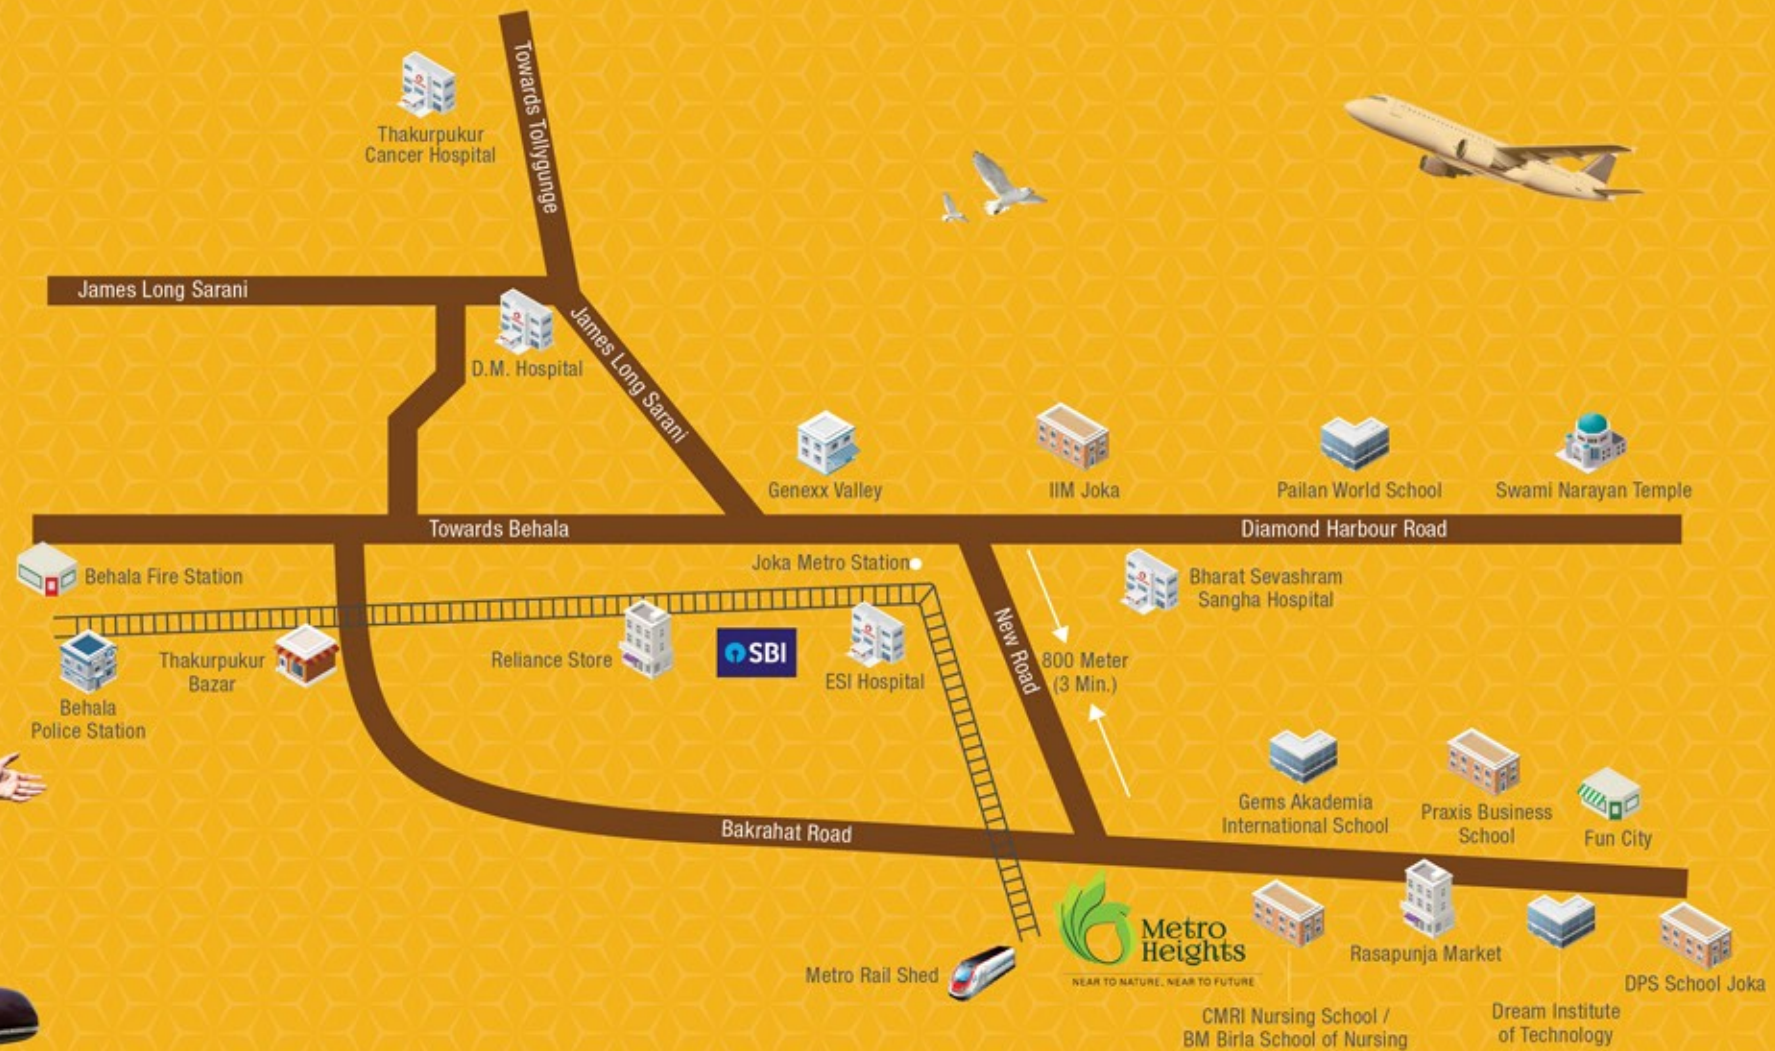 Towards Tollygunge
Thakurpukur
Cancer Hospital
James Long Sarani
D.M. Hospital
James Long Sarani
Genexx Valley
IIM Joka
Pailan World School
Swami Narayan Temple
Towards Behala
Diamond Harbour Road
Behala Fire Station
Joka Metro Station
Bharat Sevashram
Sangha Hospital
New Road
800 Meter
(3 Min.)
Behala
Police Station
Thakurpukur
Bazar
Reliance Store
SBI
ESI Hospital
Bakrahat Road
Gems Akademia
International School
Praxis Business
School
Fun City
Metro Rail Shed
Metro
Heights
NEAR TO NATURE, NEAR TO FUTURE
CMRI Nursing School /
BM Birla School of Nursing
Rasapunja Market
Dream Institute
of Technology
DPS School Joka